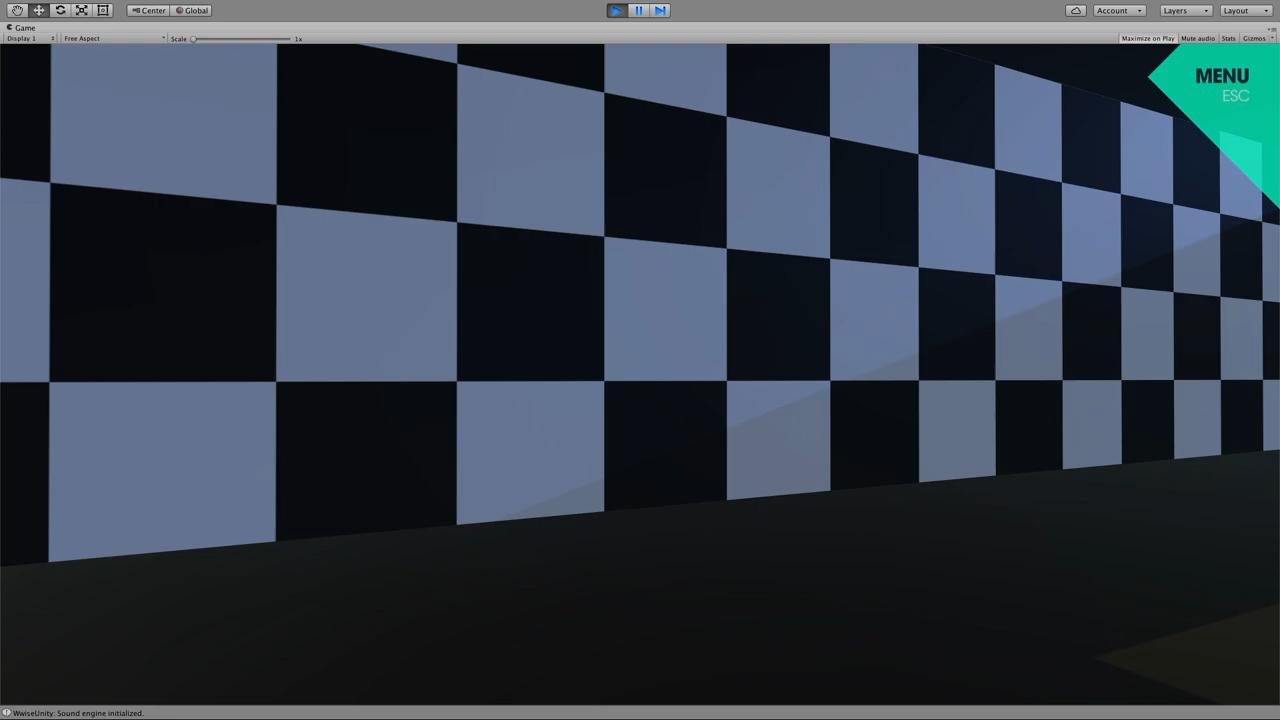 Center Global Account Layers Layout
Game
Display 1 Free Aspect Scale 1x Maximize on Play Mute audio Stats Gizmos
MENU
ESC
WwiseUnity: Sound engine initialized.